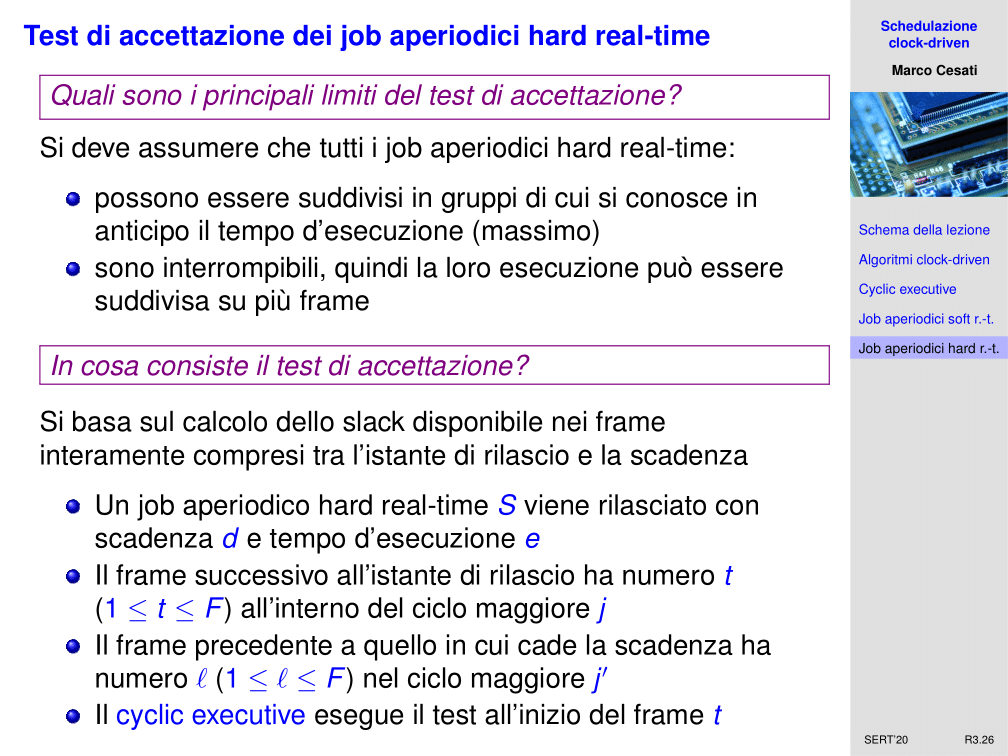 Test di accettazione dei job aperiodici hard real-time
Quali sono i principali limiti del test di accettazione?
Si deve assumere che tutti i job aperiodici hard real-time:
possono essere suddivisi in gruppi di cui si conosce in
anticipo il tempo d'esecuzione (massimo)
sono interrompibili, quindi la loro esecuzione può essere
suddivisa su più frame
In cosa consiste il test di accettazione?
Si basa sul calcolo dello slack disponibile nei frame
interamente compresi tra l'istante di rilascio e la scadenza
Un job aperiodico hard real-time S viene rilasciato con
scadenza d e tempo d'esecuzione e
Il frame successivo all'istante di rilascio ha numero t
(1 ≤ t ≤ F) all'interno del ciclo maggiore j
Il frame precedente a quello in cui cade la scadenza ha
numero ℓ (1 ≤ ℓ ≤ F) nel ciclo maggiore j′
Il cyclic executive esegue il test all'inizio del frame t
Schedulazione
clock-driven
Marco Cesati
R47 R48
Schema della lezione
Algoritmi clock-driven
Cyclic executive
Job aperiodici soft r.-t.
Job aperiodici hard r.-t.
SERT'20 R3.26